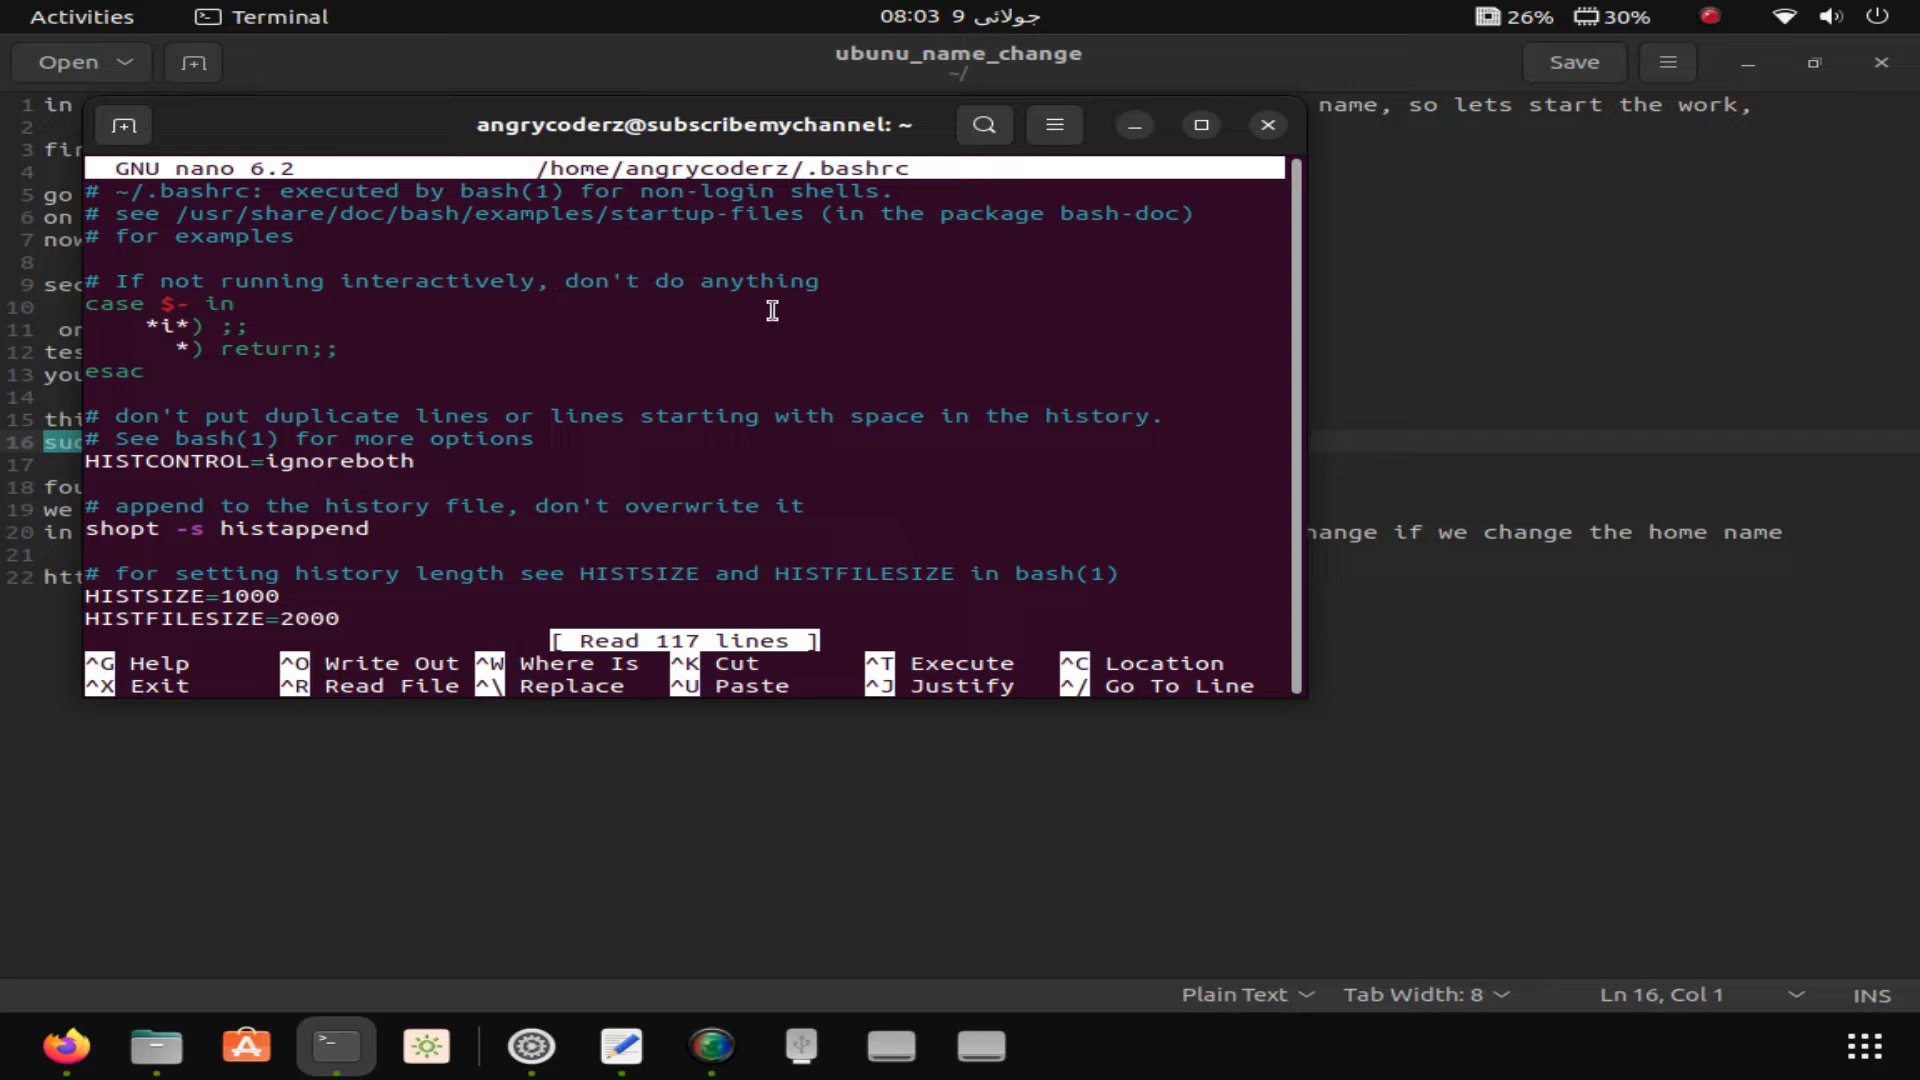 Activities
Terminal
08:03 9 جولائی
26%
30%
Open
ubunu_name_change
~/
Save
1 in
name, so lets start the work,
2
3 fir
4
5 go
6 on
7 now
8
9 sec
10
11 on
12 tes
13 you
14
15 thi
16 sud
17
18 fou
19 we
20 in
hange if we change the home name
21
22 htt
angrycoderz@subscribemychannel: ~
GNU nano 6.2 /home/angrycoderz/.bashrc
# ~/.bashrc: executed by bash(1) for non-login shells.
# see /usr/share/doc/bash/examples/startup-files (in the package bash-doc)
# for examples
# If not running interactively, don't do anything
case $- in
*i*) ;;
*) return;;
esac
# don't put duplicate lines or lines starting with space in the history.
# See bash(1) for more options
HISTCONTROL=ignoreboth
# append to the history file, don't overwrite it
shopt -s histappend
# for setting history length see HISTSIZE and HISTFILESIZE in bash(1)
HISTSIZE=1000
HISTFILESIZE=2000
[ Read 117 lines ]
^G Help ^O Write Out ^W Where Is ^K Cut ^T Execute ^C Location
^X Exit ^R Read File ^\ Replace ^U Paste ^J Justify ^/ Go To Line
Plain Text
Tab Width: 8
Ln 16, Col 1
INS